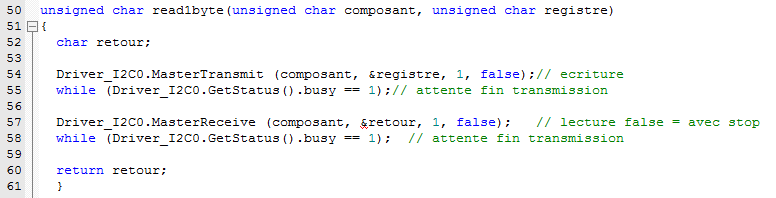 50 unsigned char read1byte(unsigned char composant, unsigned char registre)
51 {
52 char retour;
53
54 Driver_I2C0.MasterTransmit (composant, &registre, 1, false);// ecriture
55 while (Driver_I2C0.GetStatus().busy == 1);// attente fin transmission
56
57 Driver_I2C0.MasterReceive (composant, &retour, 1, false); // lecture false = avec stop
58 while (Driver_I2C0.GetStatus().busy == 1); // attente fin transmission
59
60 return retour;
61 }